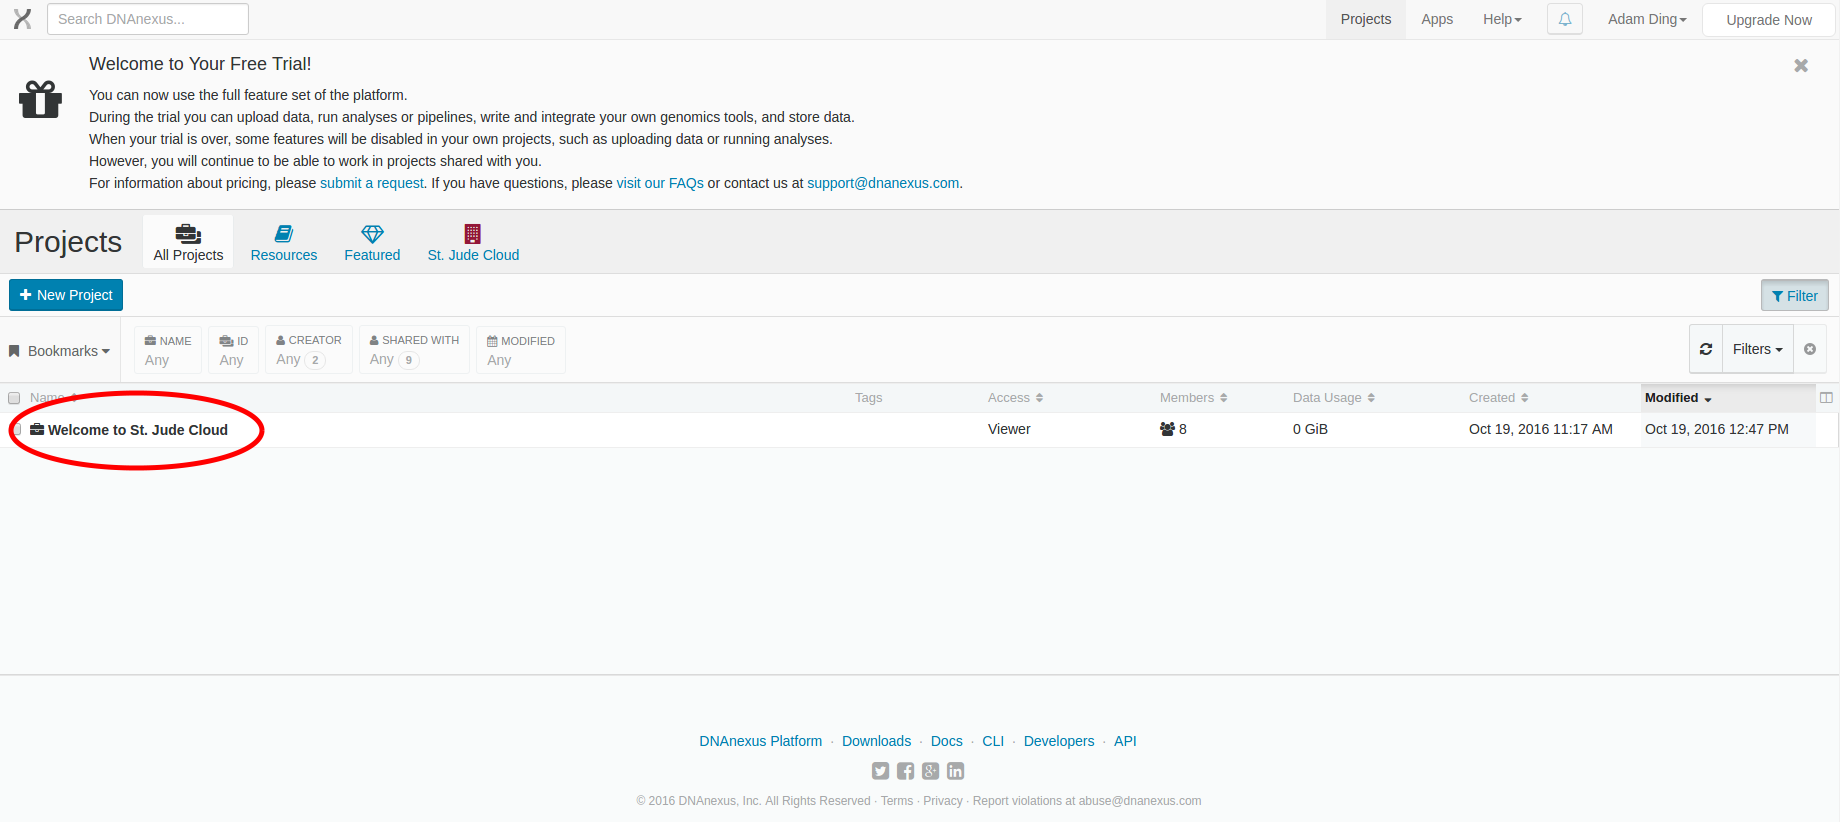 Search DNAnexus...
Projects Apps Help Adam Ding Upgrade Now
Welcome to Your Free Trial!
You can now use the full feature set of the platform.
During the trial you can upload data, run analyses or pipelines, write and integrate your own genomics tools, and store data.
When your trial is over, some features will be disabled in your own projects, such as uploading data or running analyses.
However, you will continue to be able to work in projects shared with you.
For information about pricing, please submit a request. If you have questions, please visit our FAQs or contact us at support@dnanexus.com.
Projects
All Projects Resources Featured St. Jude Cloud
New Project Filter
Bookmarks
NAME ID CREATOR SHARED WITH MODIFIED
Any Any Any 2 Any 9 Any
Filters
Name Tags Access Members Data Usage Created Modified
Welcome to St. Jude Cloud Viewer 8 0 GiB Oct 19, 2016 11:17 AM Oct 19, 2016 12:47 PM
DNAnexus Platform · Downloads · Docs · CLI · Developers · API
© 2016 DNAnexus, Inc. All Rights Reserved · Terms · Privacy · Report violations at abuse@dnanexus.com